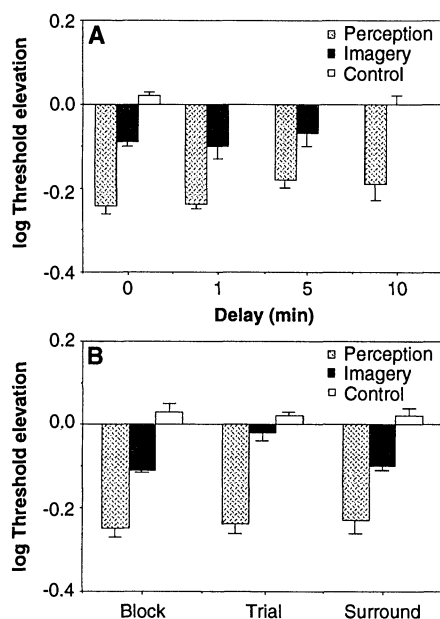 A
Perception
Imagery
Control
log Threshold elevation
0.2
0.0
-0.2
-0.4
0
1
5
10
Delay (min)
B
Perception
Imagery
Control
log Threshold elevation
0.2
0.0
-0.2
-0.4
Block
Trial
Surround